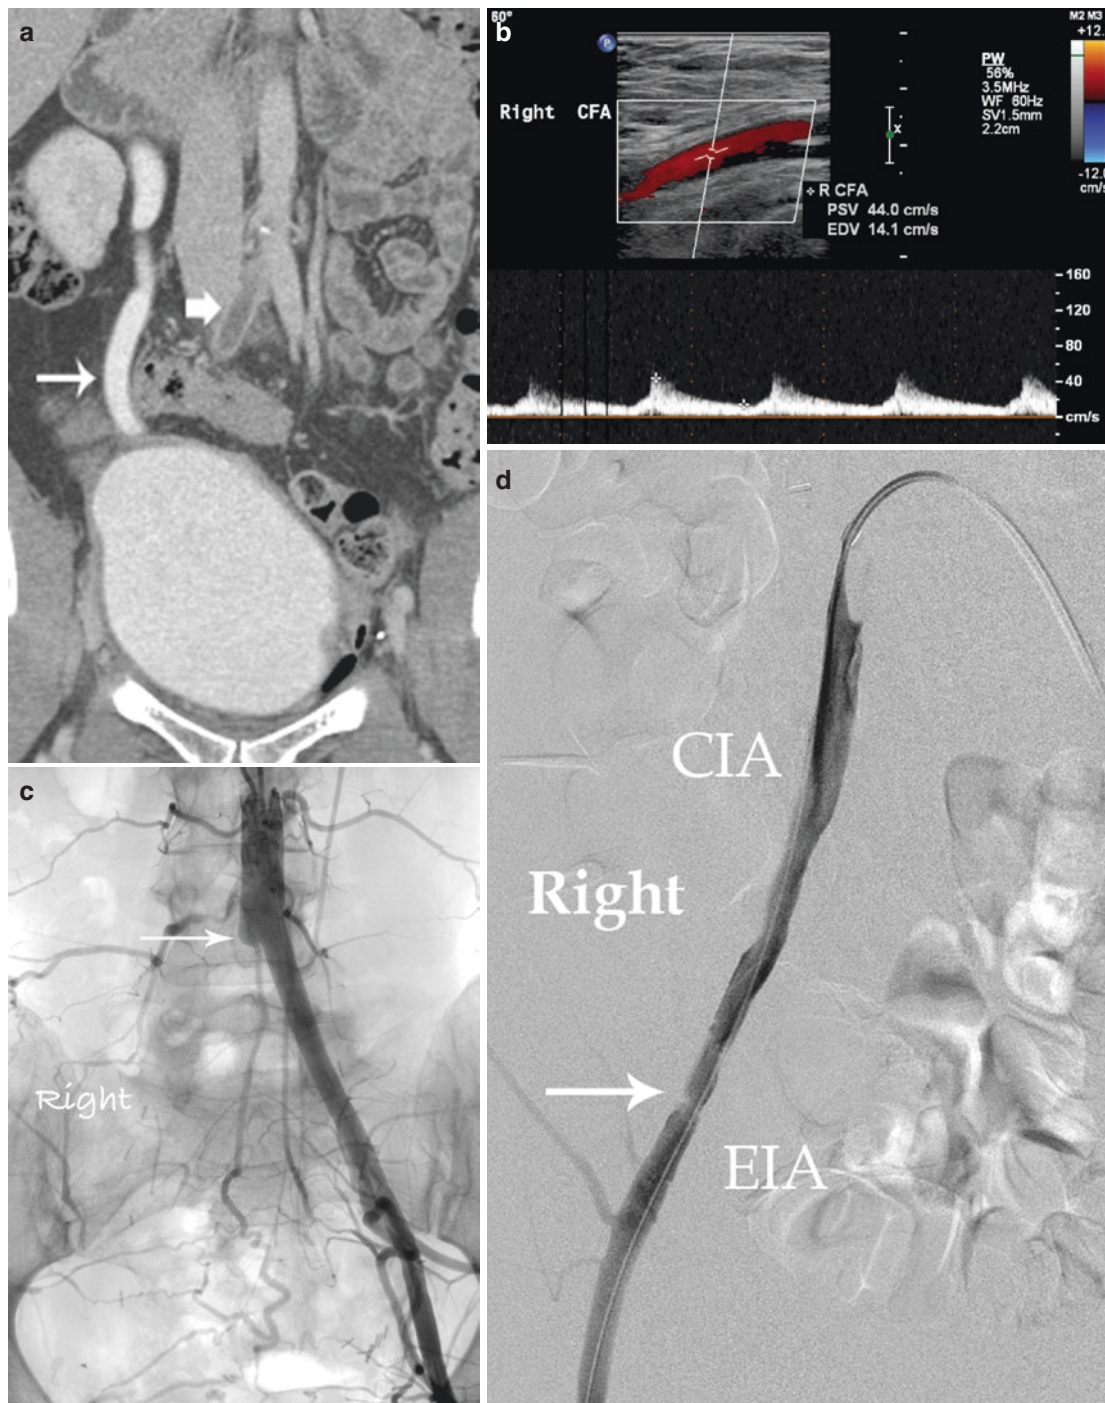 a
b
60°
P
Right CFA
M2 M3
+12.
PW
56%
3.5MHz
WF 60Hz
SV1.5mm
2.2cm
x
-12.0
cm/s
R CFA
PSV 44.0 cm/s
EDV 14.1 cm/s
160
120
80
40
cm/s
c
Right
d
CIA
Right
EIA